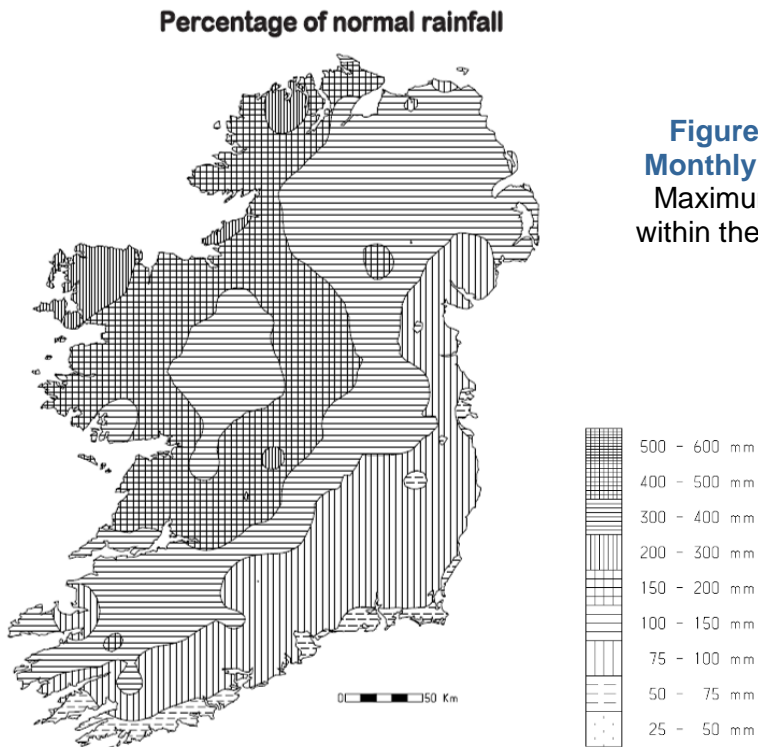 Percentage of normal rainfall
Figure
Monthly
Maximu
within the
500 - 600 mm
400 - 500 mm
300 - 400 mm
200 - 300 mm
150 - 200 mm
100 - 150 mm
75 - 100 mm
50 - 75 mm
25 - 50 mm
0 50 Km